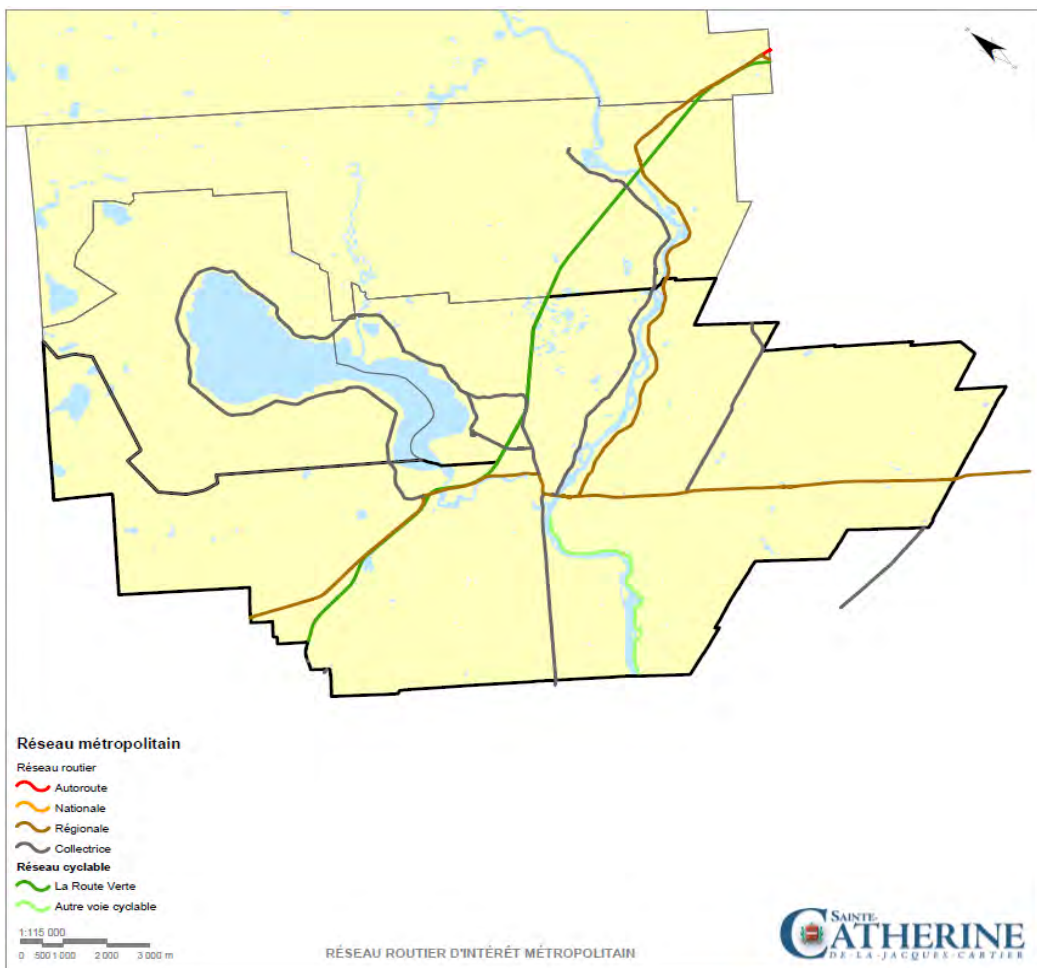 Réseau métropolitain
Réseau routier
Autoroute
Nationale
Régionale
Collectrice
Réseau cyclable
La Route Verte
Autre voie cyclable
1:115 000
0 500 1 000 2 000 3 000 m
RÉSEAU ROUTIER D'INTÉRÊT MÉTROPOLITAIN
SAINTE-
CATHERINE
DE-LA-JACQUES-CARTIER